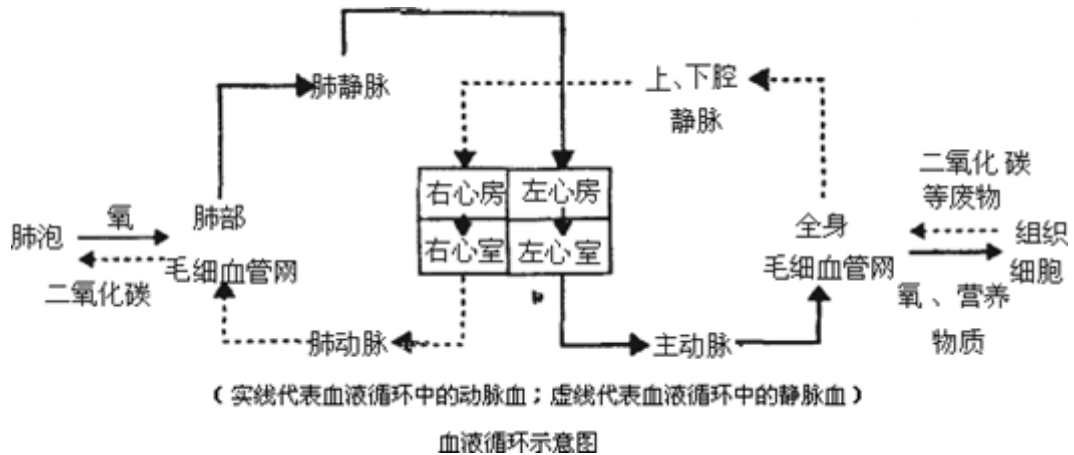 肺静脉
上、下腔
静脉
二氧化碳
等废物
右心房
左心房
肺泡
氧
肺部
全身
组织
右心室
左心室
二氧化碳
毛细血管网
毛细血管网
细胞
氧、营养
物质
肺动脉
主动脉
(实线代表血液循环中的动脉血；虚线代表血液循环中的静脉血)
血液循环示意图